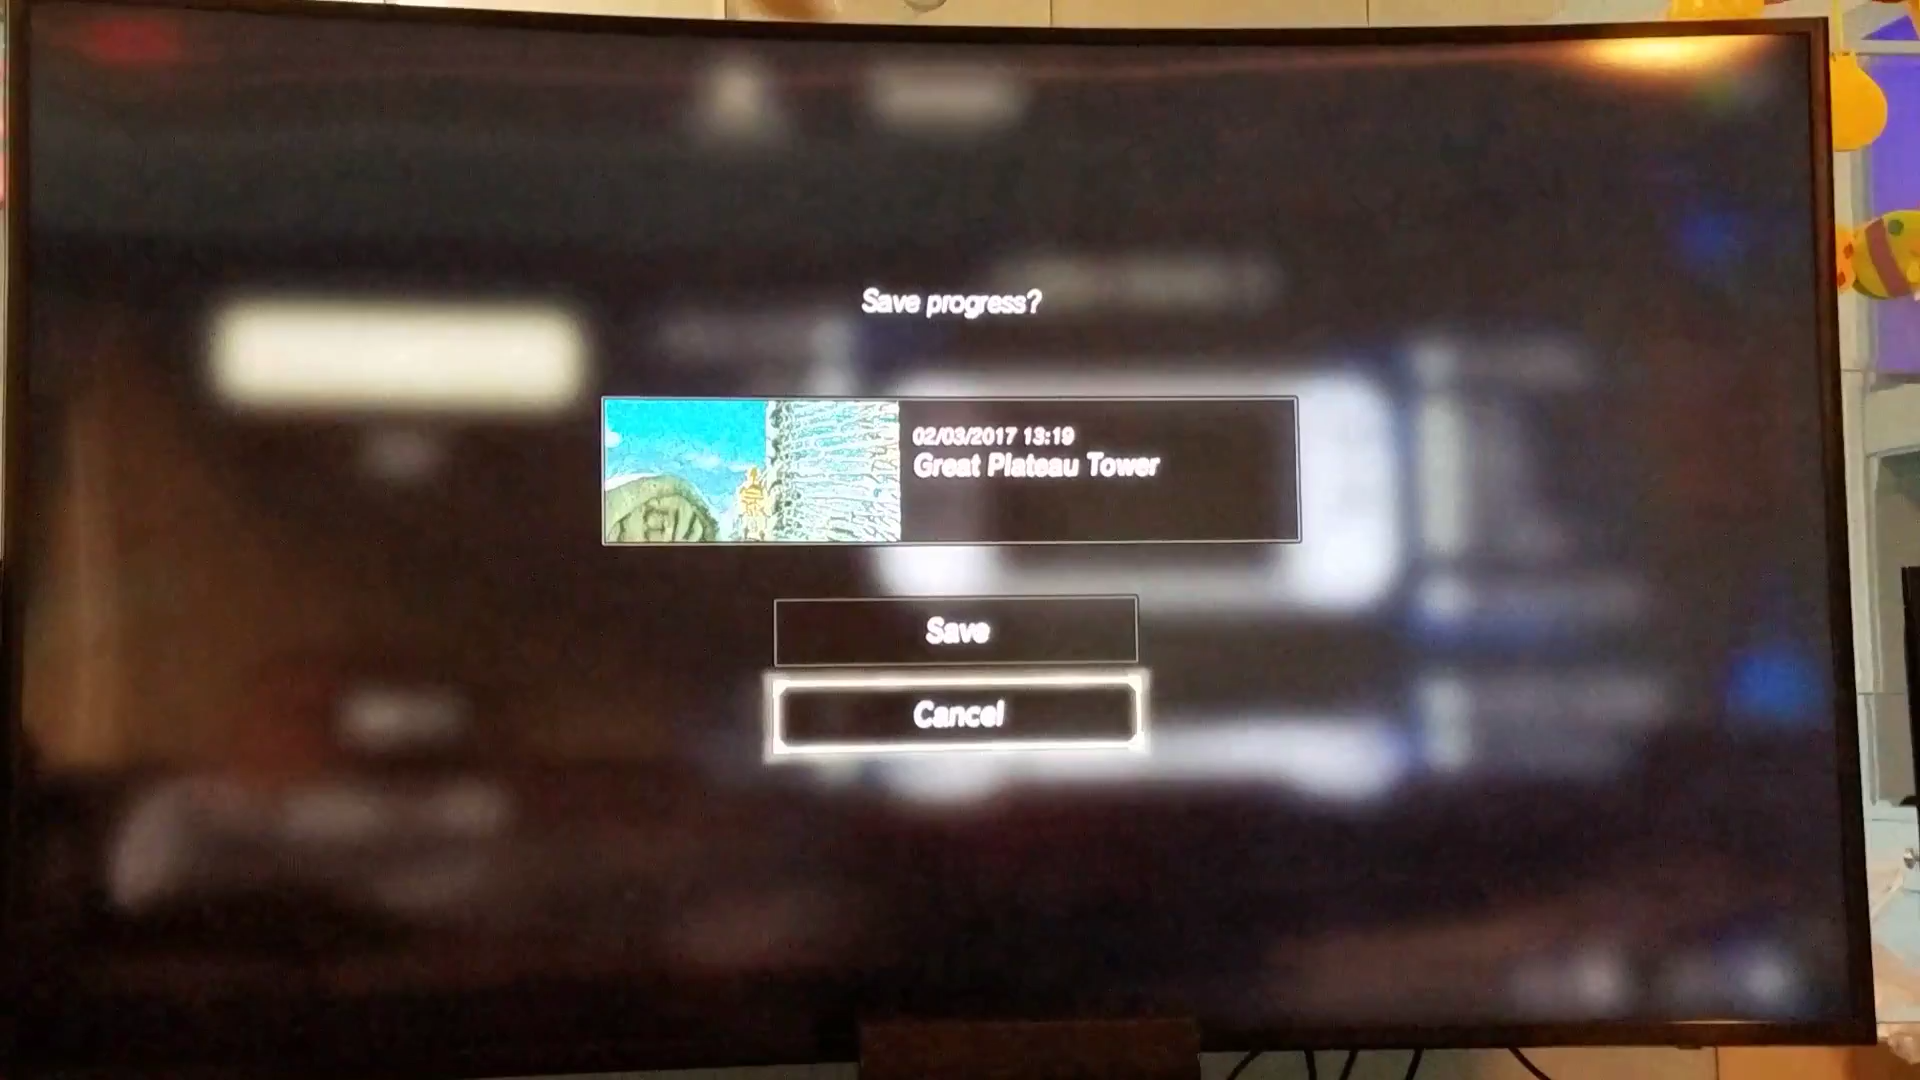 Save progress?
02/03/2017 13:19
Great Plateau Tower
Save
Cancel